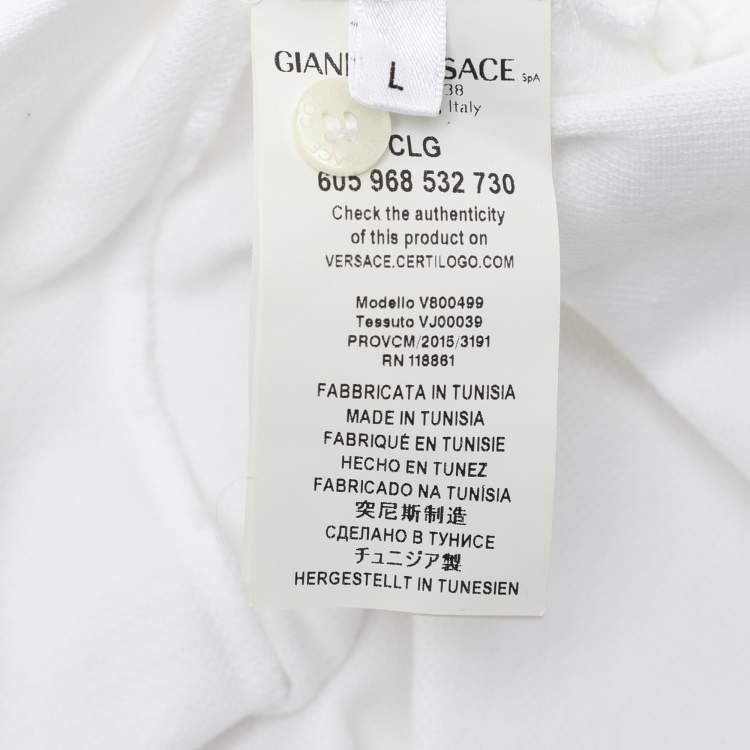 GIAN SACE SpA
L
38
Italy
CLG
605 968 532 730
Check the authenticity
of this product on
VERSACE.CERTILOGO.COM
Modello V800499
Tessuto VJ00039
PROVCM/2015/3191
RN 118861
FABBRICATA IN TUNISIA
MADE IN TUNISIA
FABRIQUÉ EN TUNISIE
HECHO EN TUNEZ
FABRICADO NA TUNÍSIA
突尼斯制造
СДЕЛАНО В ТУНИСЕ
チュニジア製
HERGESTELLT IN TUNESIEN